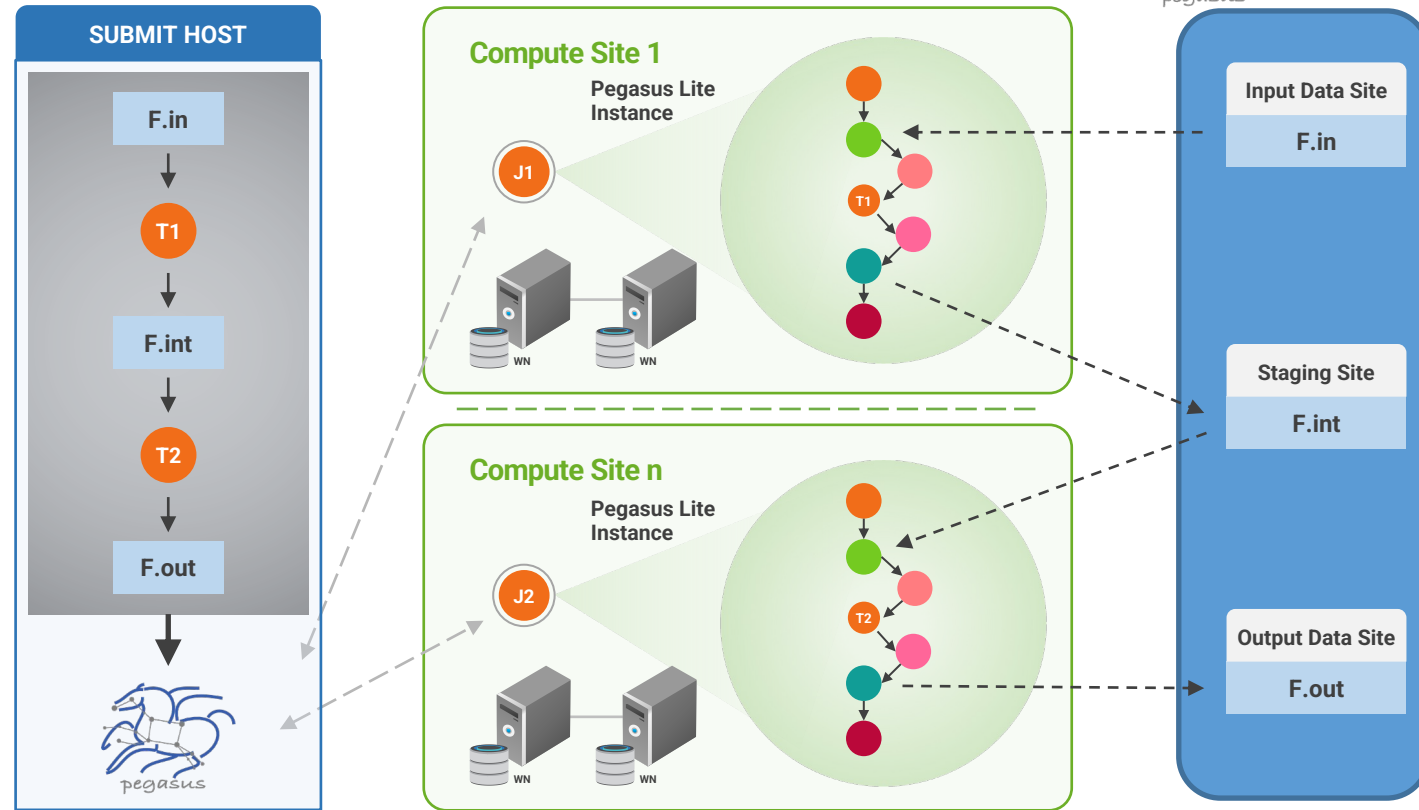 SUBMIT HOST
F.in
T1
F.int
T2
F.out
pegasus
Compute Site 1
Pegasus Lite
Instance
J1
T1
WN
WN
Compute Site n
Pegasus Lite
Instance
J2
T2
WN
WN
Input Data Site
F.in
Staging Site
F.int
Output Data Site
F.out